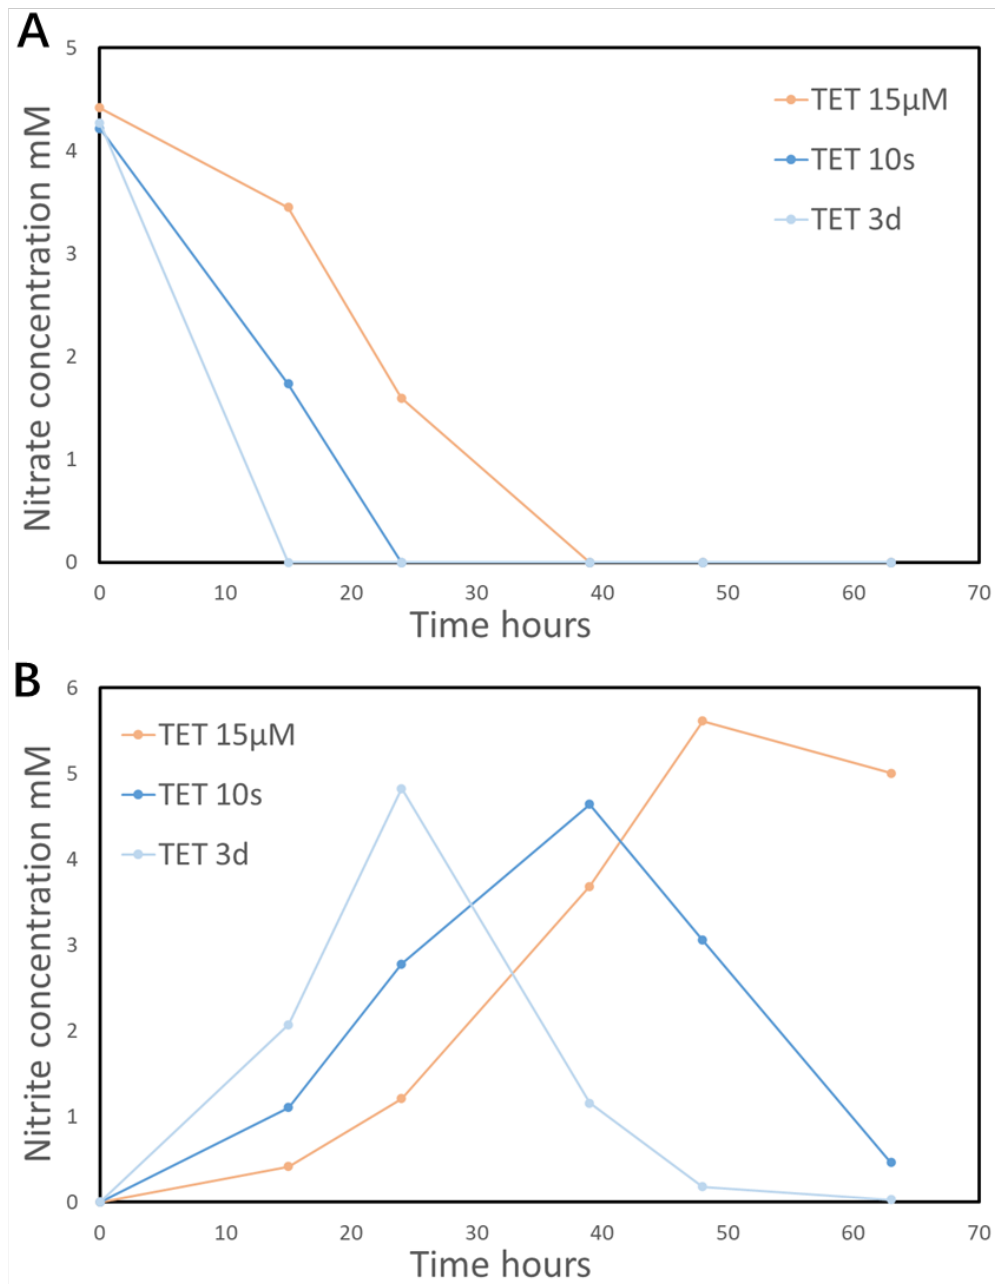 A
5
4
3
2
1
0
Nitrate concentration mM
TET 15μM
TET 10s
TET 3d
0 10 20 30 40 50 60 70
Time hours
B
6
5
4
3
2
1
0
Nitrite concentration mM
TET 15μM
TET 10s
TET 3d
0 10 20 30 40 50 60 70
Time hours